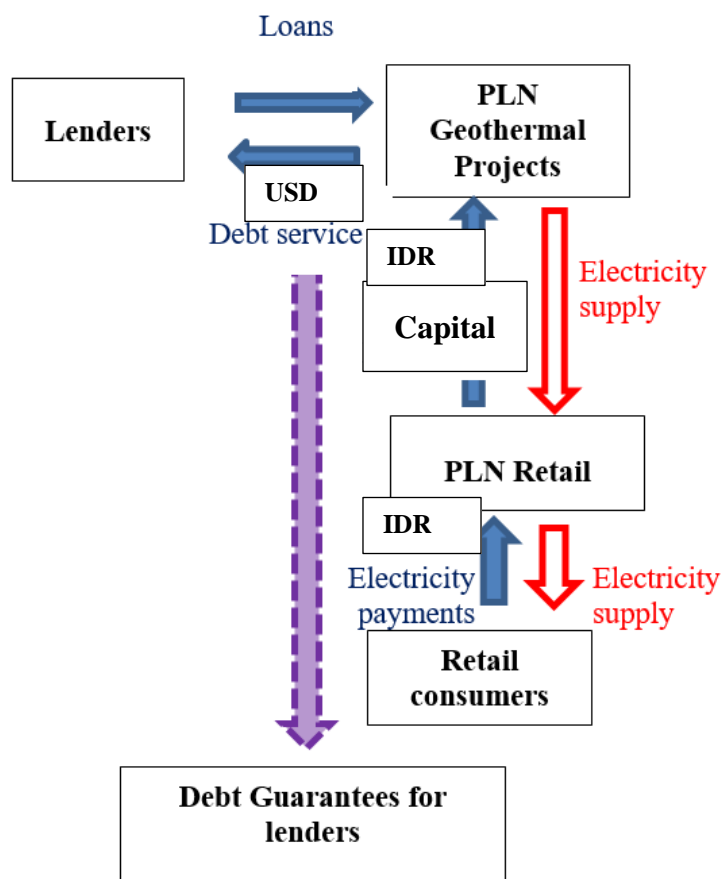 Loans
Lenders
PLN
Geothermal
Projects
USD
Debt service
IDR
Electricity
supply
Capital
PLN Retail
IDR
Electricity
payments
Electricity
supply
Retail
consumers
Debt Guarantees for
lenders